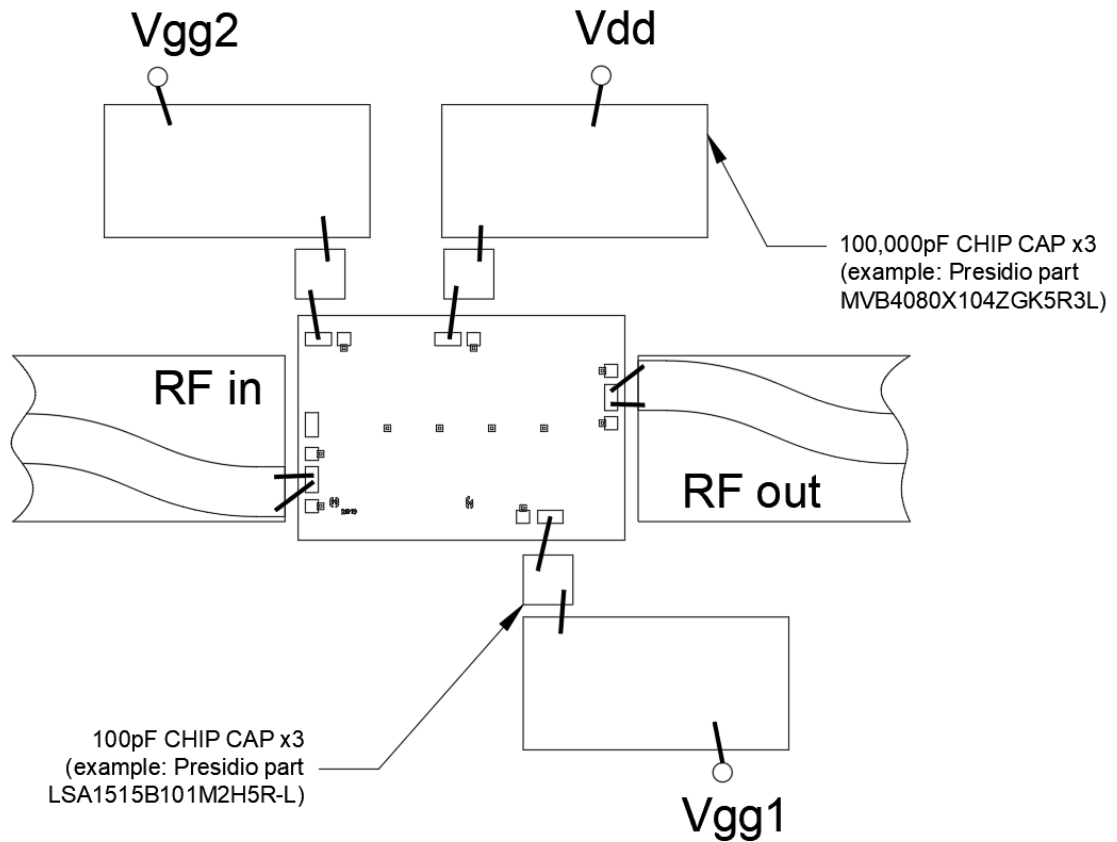 Vgg2
Vdd
100,000pF CHIP CAP x3
(example: Presidio part
MVB4080X104ZGK5R3L)
RF in
RF out
100pF CHIP CAP x3
(example: Presidio part
LSA1515B101M2H5R-L)
Vgg1